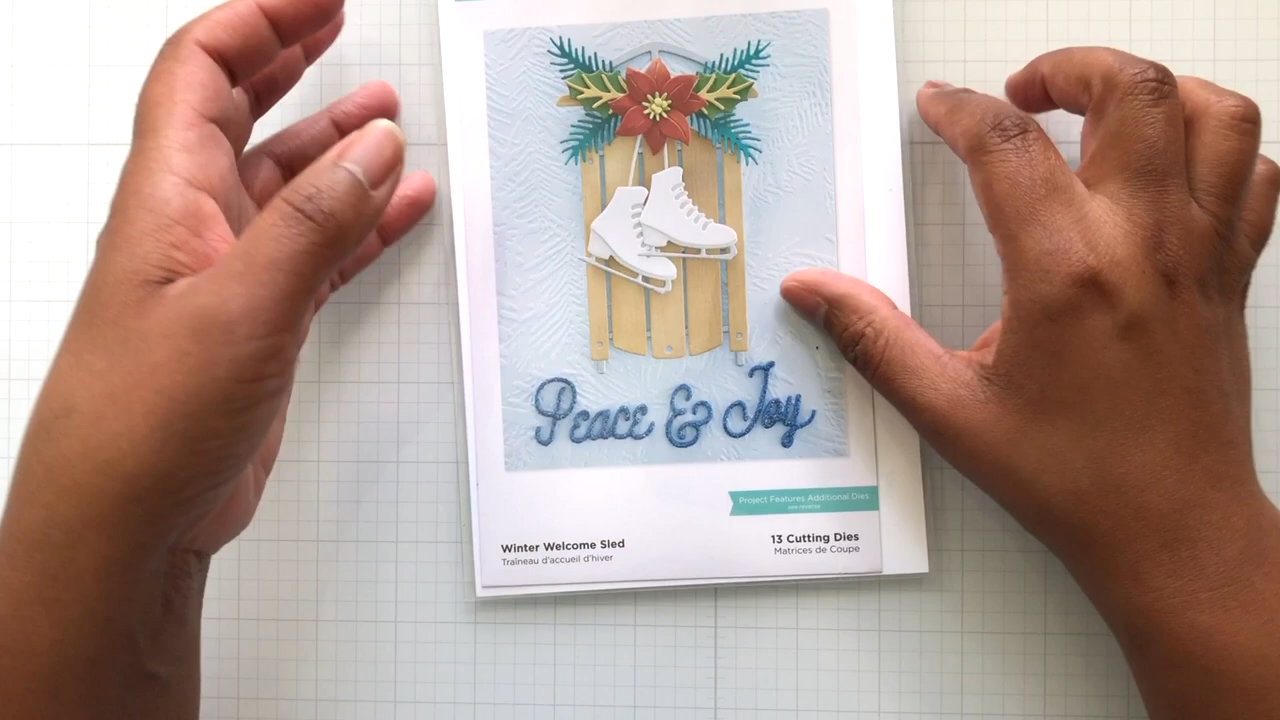 Peace & Joy
Project Features Additional Dies
see reverse
Winter Welcome Sled
Traîneau d'accueil d'hiver
13 Cutting Dies
Matrices de Coupe